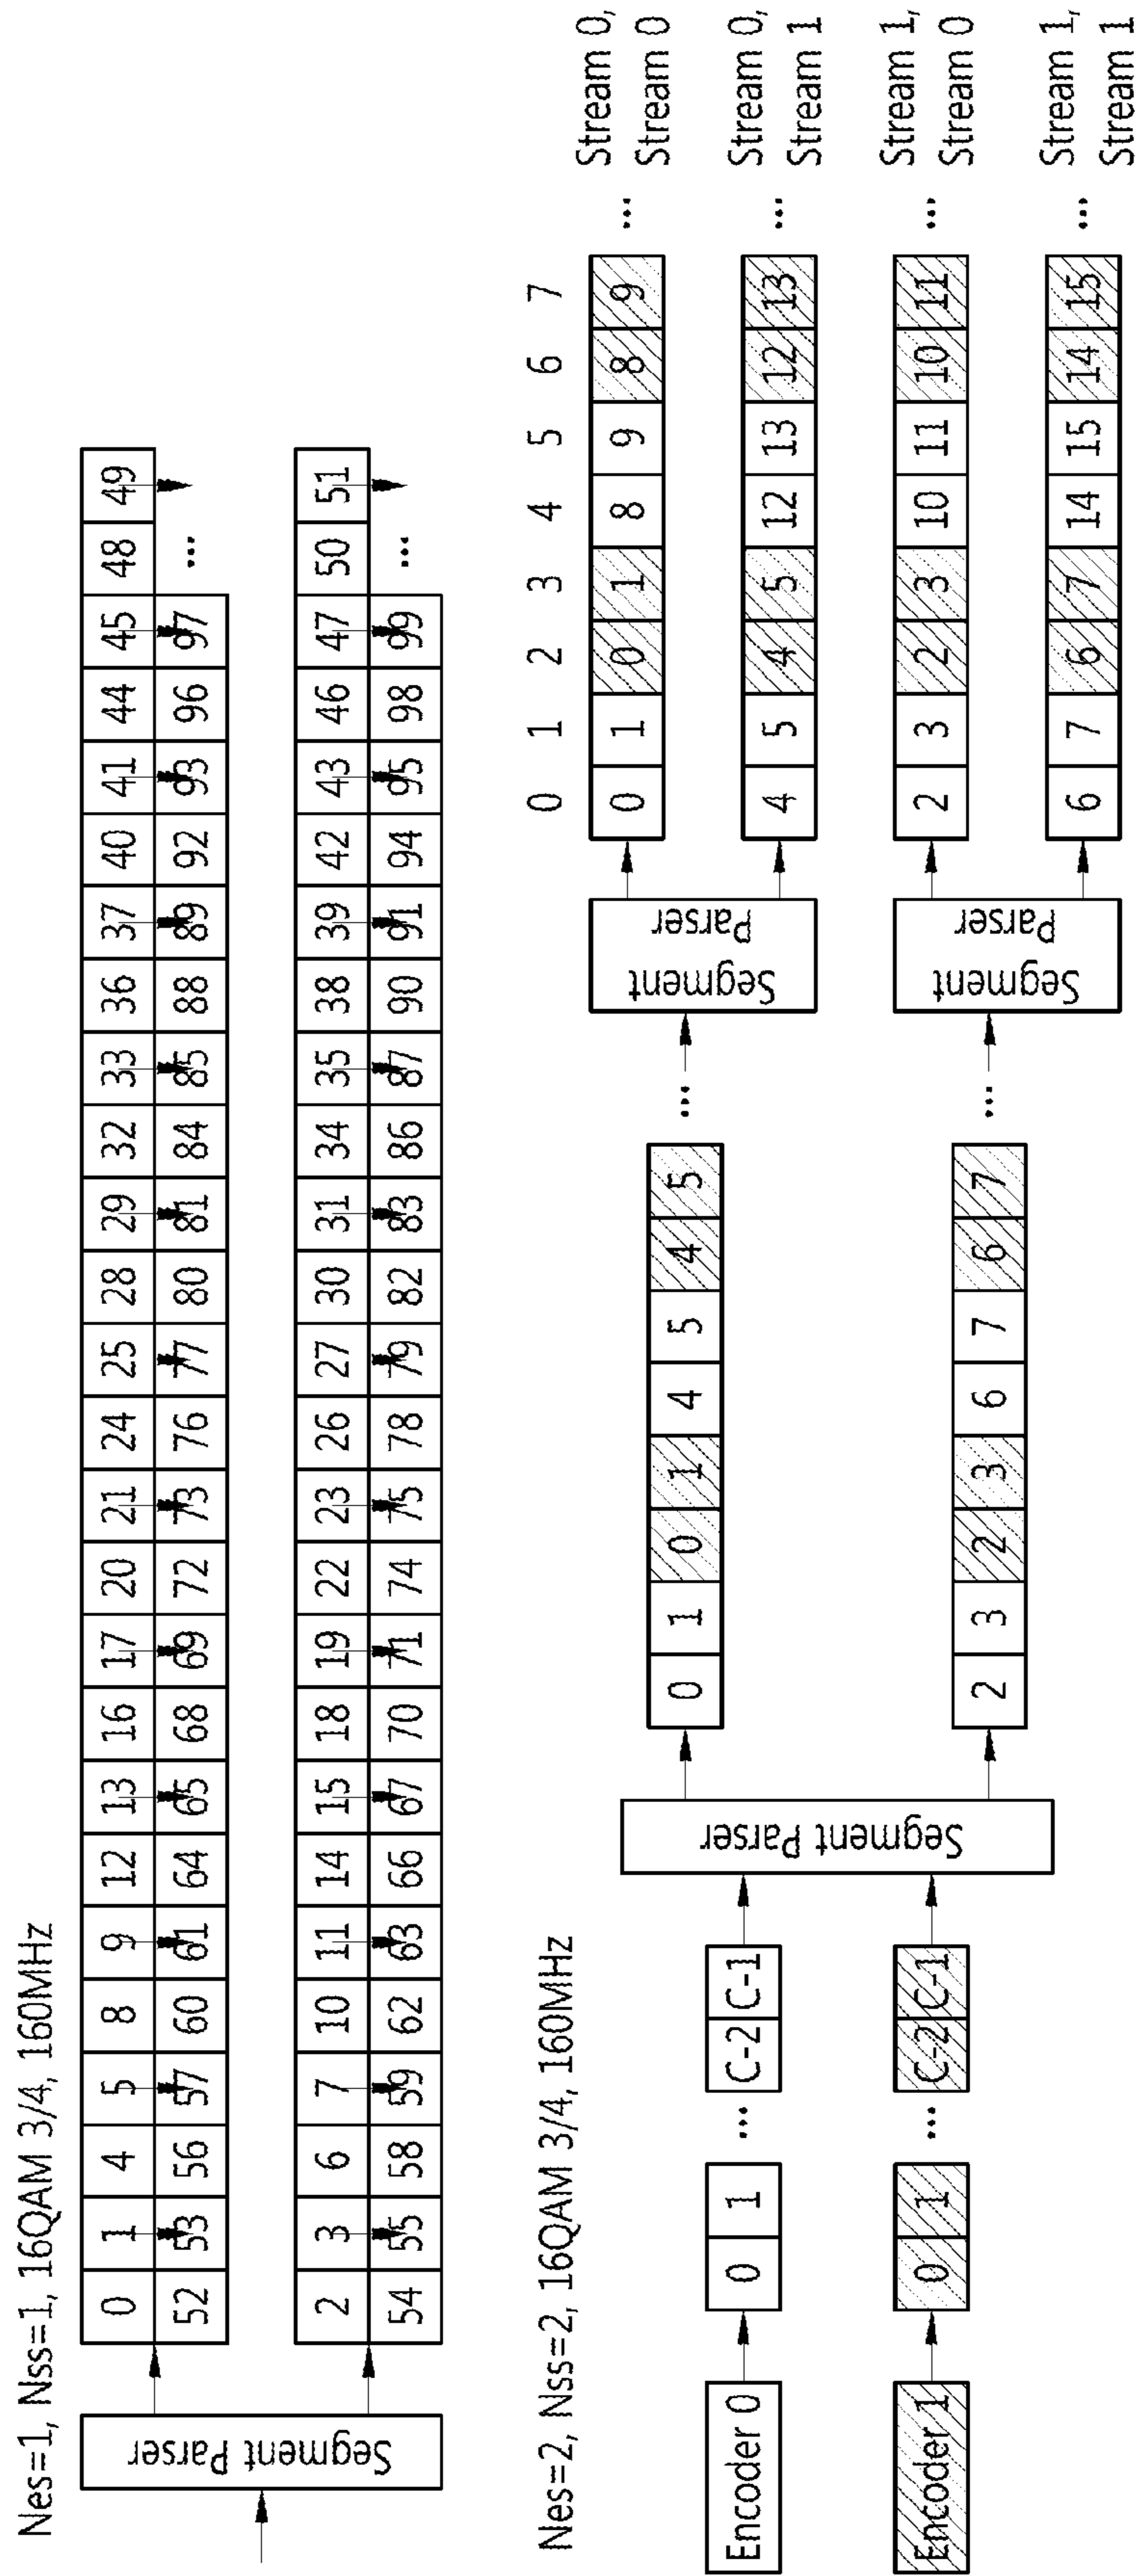 Nes=1, Nss=1, 16QAM 3/4, 160MHz
Segment Parser
0 1 4 5 8 9 12 13 16 17 20 21 24 25 28 29 32 33 36 37 40 41 44 45 48 49
52 53 56 57 60 61 64 65 68 69 72 73 76 77 80 81 84 85 88 89 92 93 96 97 ...
2 3 6 7 10 11 14 15 18 19 22 23 26 27 30 31 34 35 38 39 42 43 46 47 50 51
54 55 58 59 62 63 66 67 70 71 74 75 78 79 82 83 86 87 90 91 94 95 98 99 ...
Nes=2, Nss=2, 16QAM 3/4, 160MHz
Encoder 0
0 1 ... C-2 C-1
Encoder 1
0 1 ... C-2 C-1
Segment Parser
0 1 0 1 4 5 4 5 ...
2 3 2 3 6 7 6 7 ...
Segment
Parser
Segment
Parser
0 1 2 3 4 5 6 7
0 1 0 1 8 9 8 9 ...
Stream 0,
Stream 0
4 5 4 5 12 13 12 13 ...
Stream 0,
Stream 1
2 3 2 3 10 11 10 11 ...
Stream 1,
Stream 0
6 7 6 7 14 15 14 15 ...
Stream 1,
Stream 1